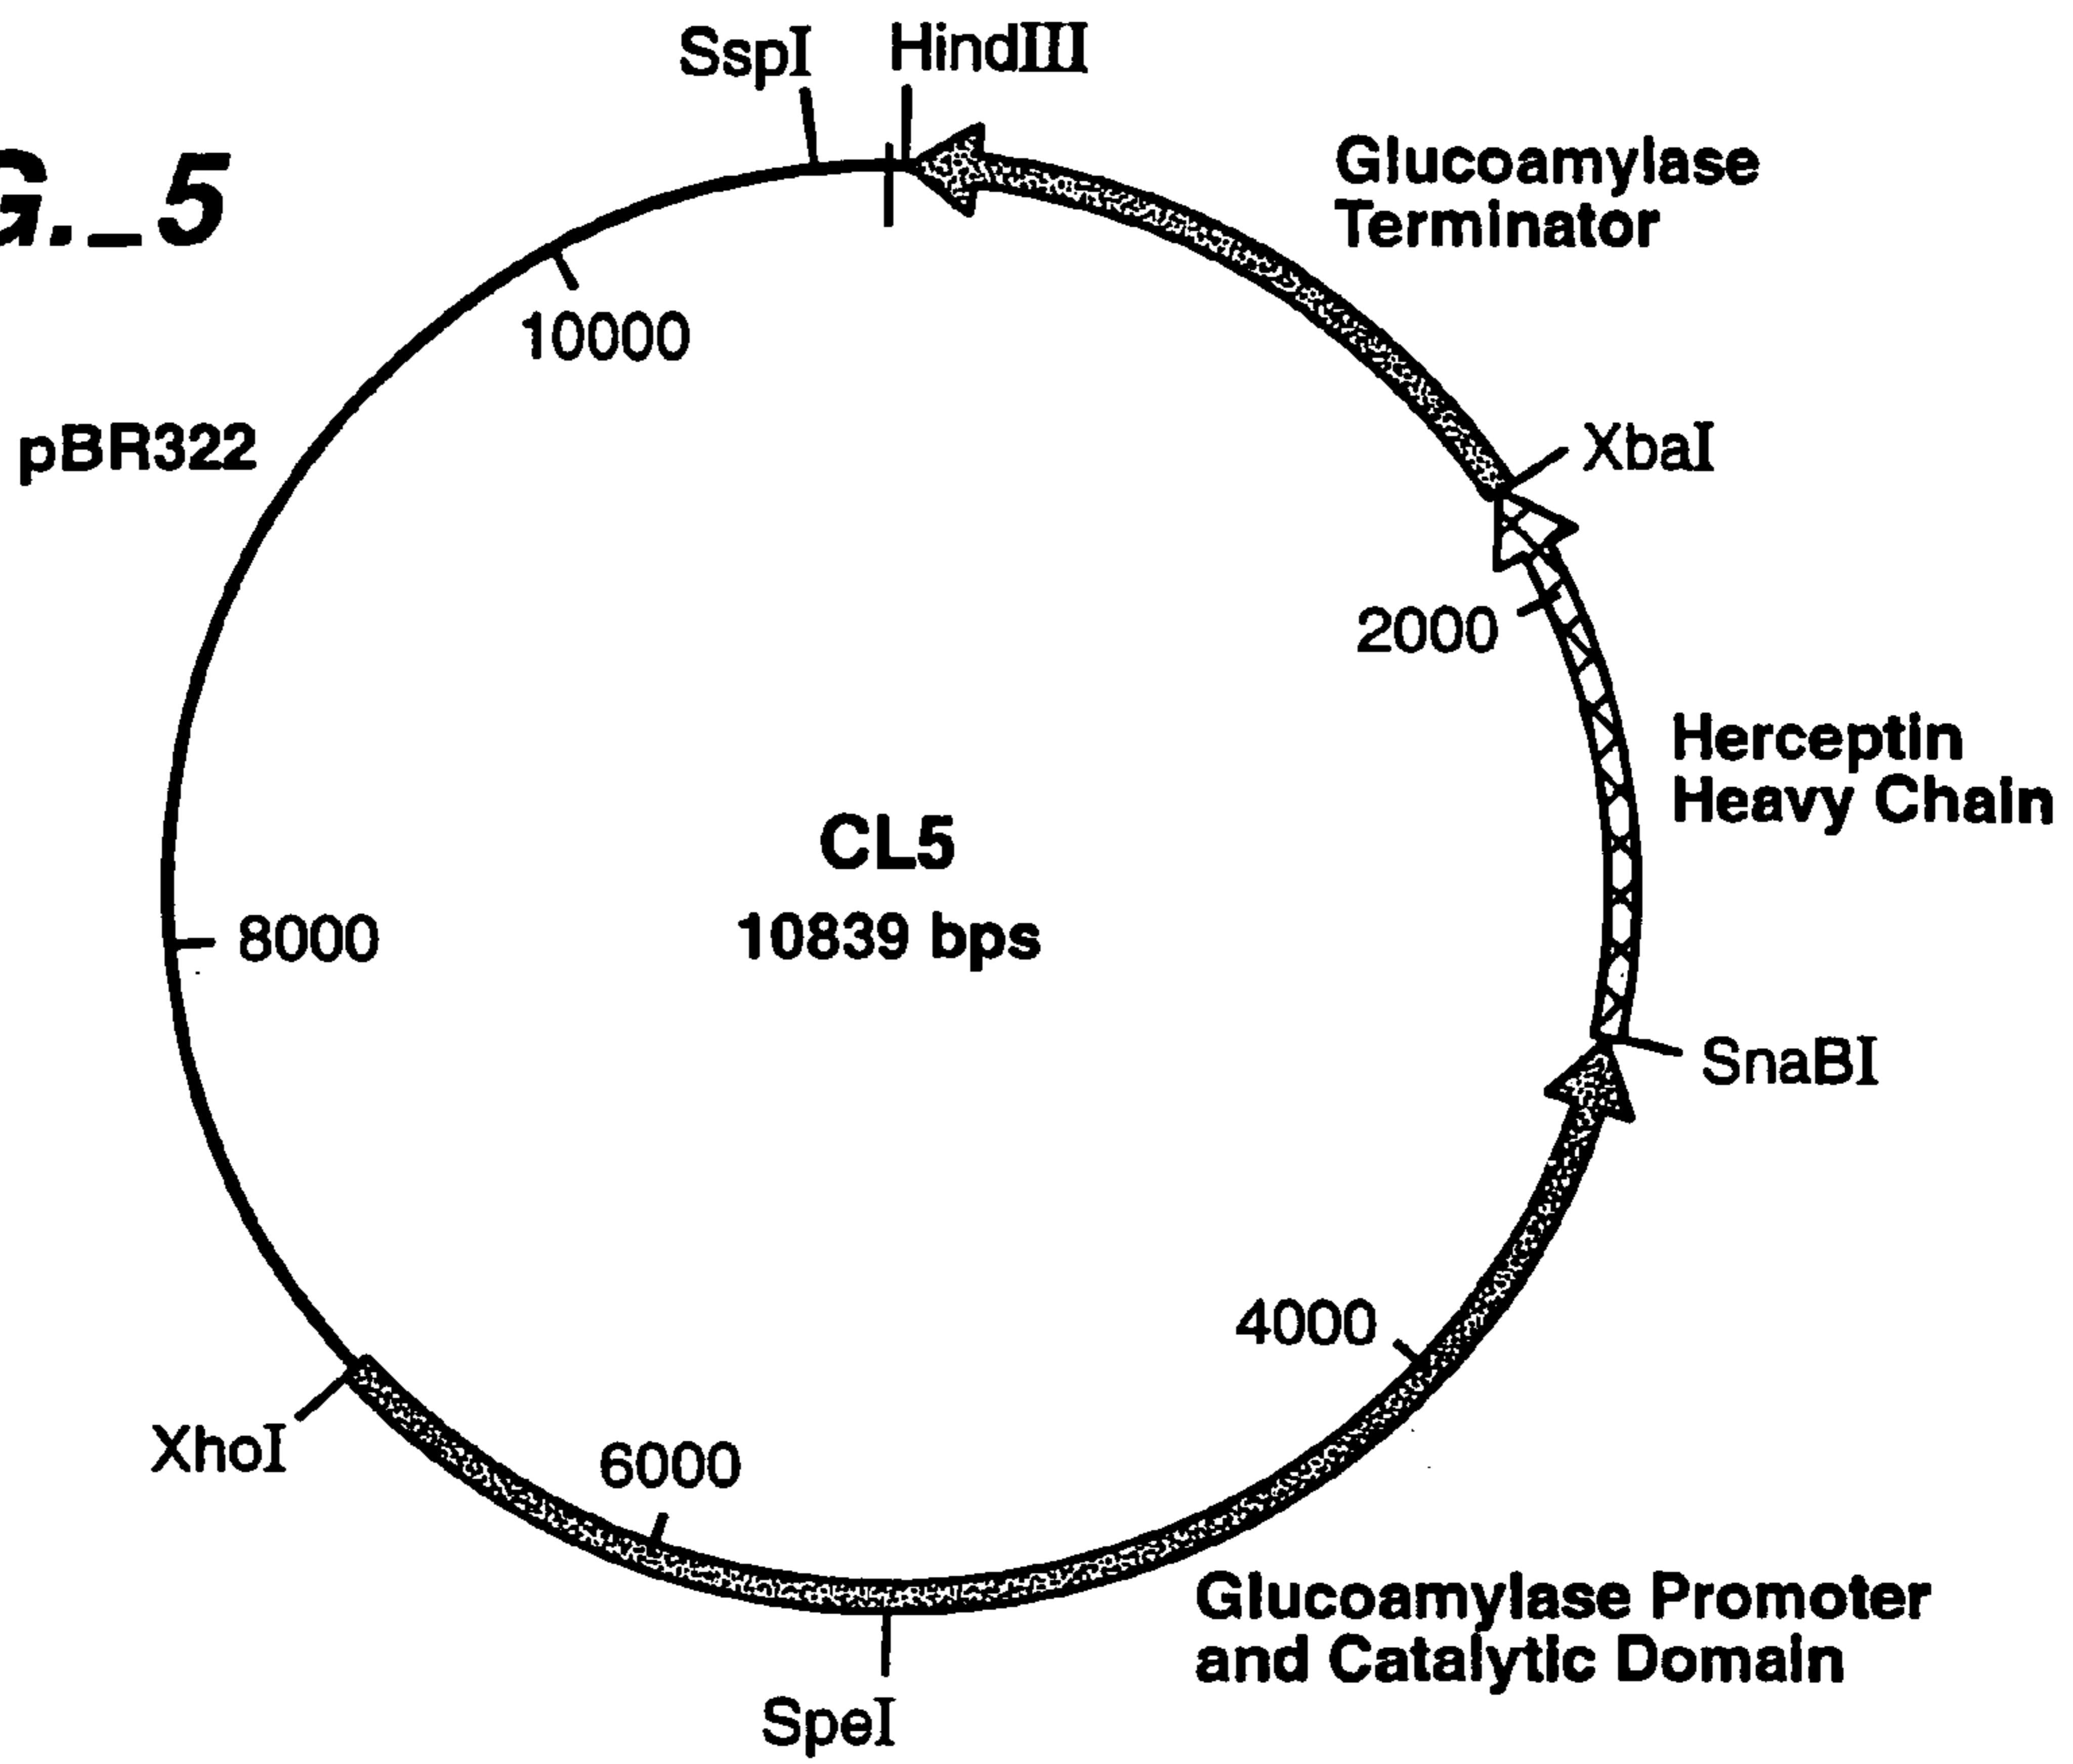 G._5
SspI
HindIII
Glucoamylase
Terminator
10000
pBR322
XbaI
2000
Herceptin
Heavy Chain
CL5
10839 bps
8000
SnaBI
4000
XhoI
6000
Glucoamylase Promoter
and Catalytic Domain
SpeI